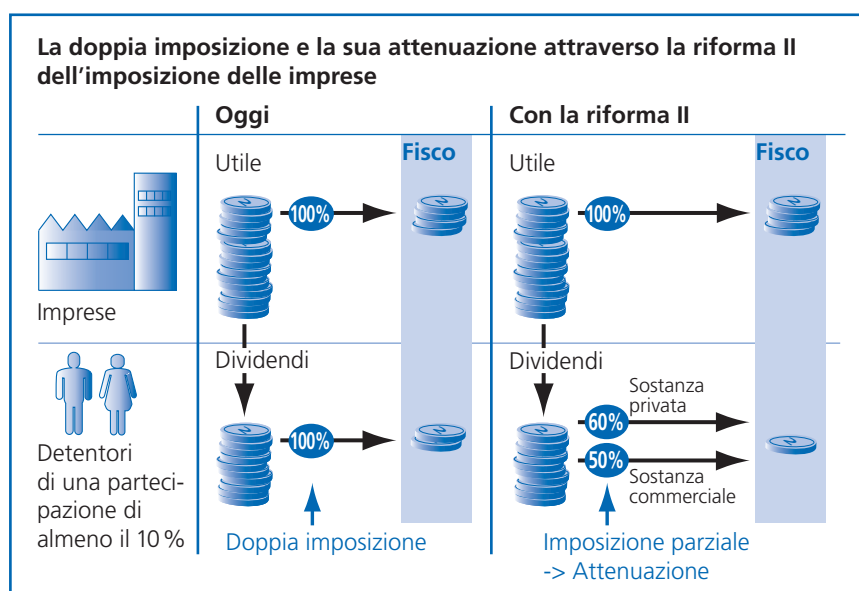 La doppia imposizione e la sua attenuazione attraverso la riforma II
dell'imposizione delle imprese
Oggi
Con la riforma II
Utile
Fisco
Utile
Fisco
100%
100%
Imprese
Dividendi
Dividendi
Sostanza
privata
100%
60%
50%
Sostanza
commerciale
Detentori
di una parteci-
pazione di
almeno il 10 %
Doppia imposizione
Imposizione parziale
-> Attenuazione